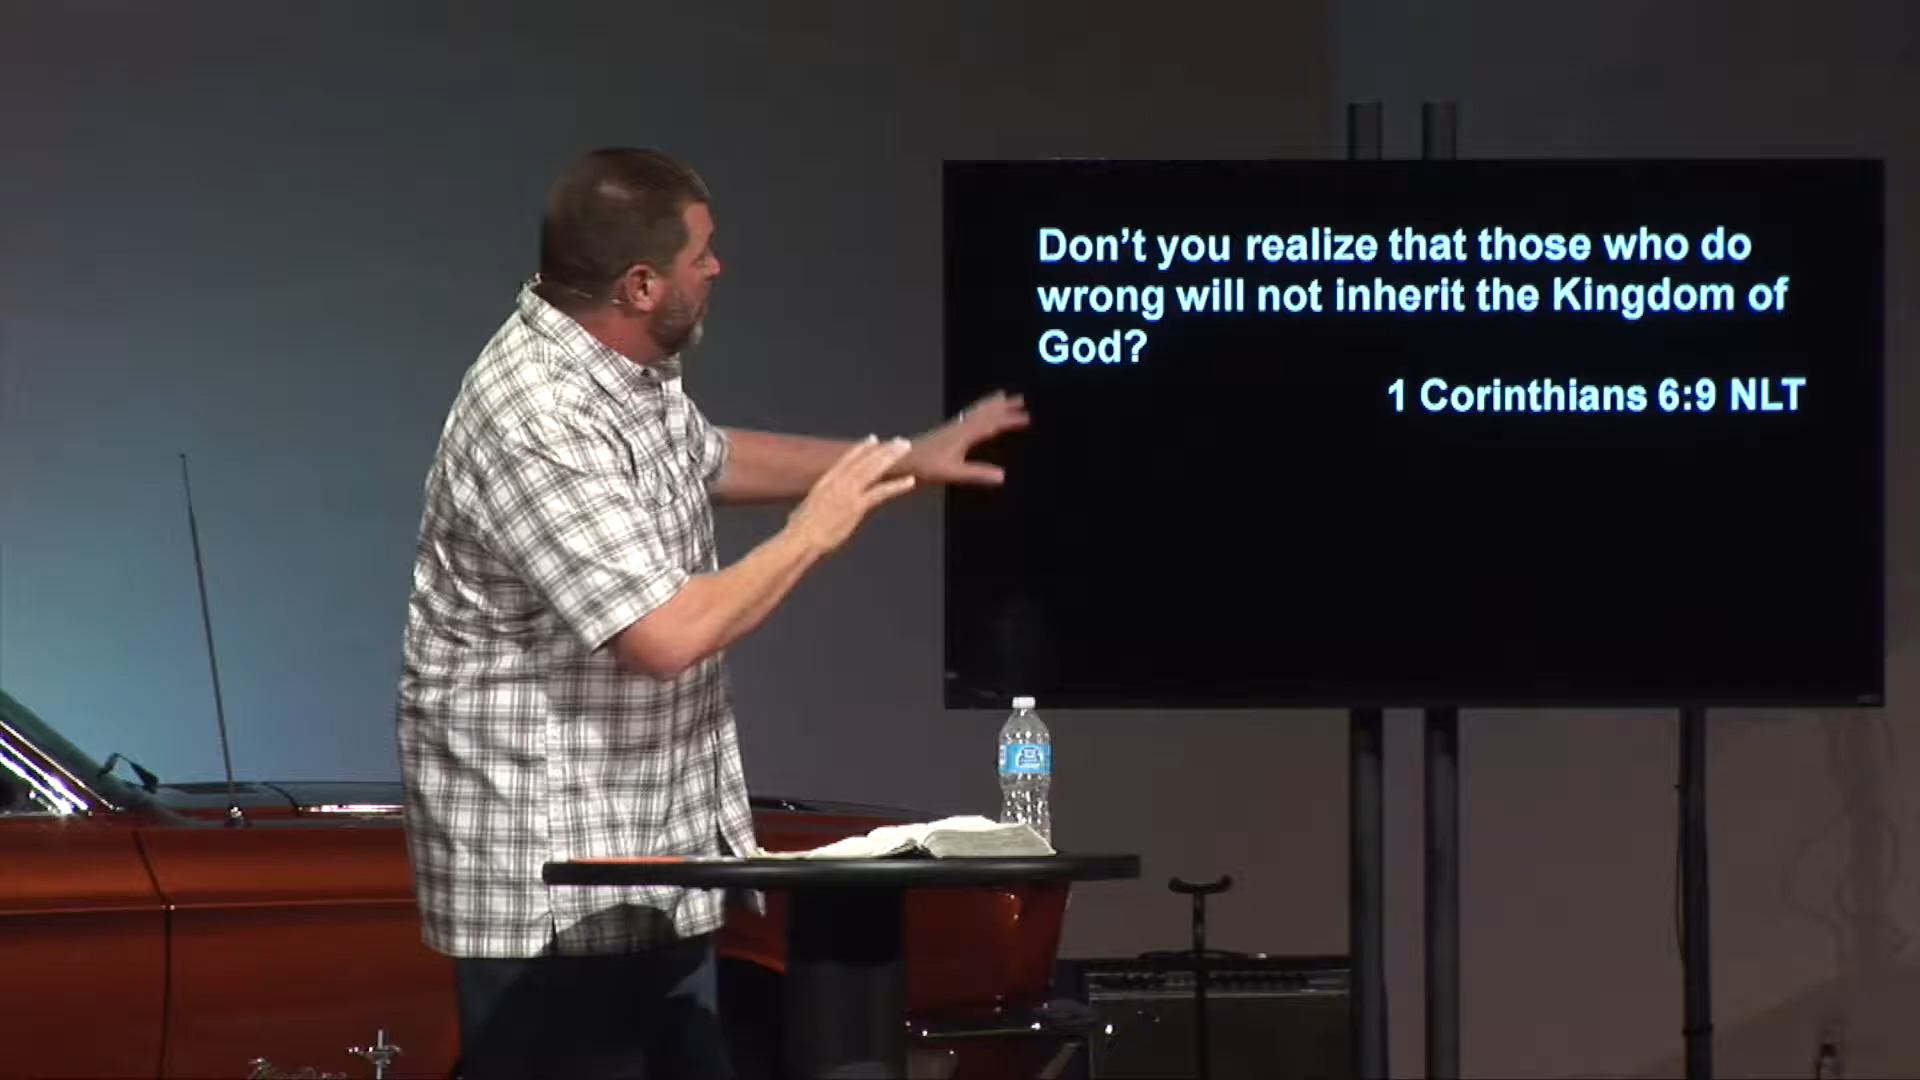 Don't you realize that those who do
wrong will not inherit the Kingdom of
God?
1 Corinthians 6:9 NLT